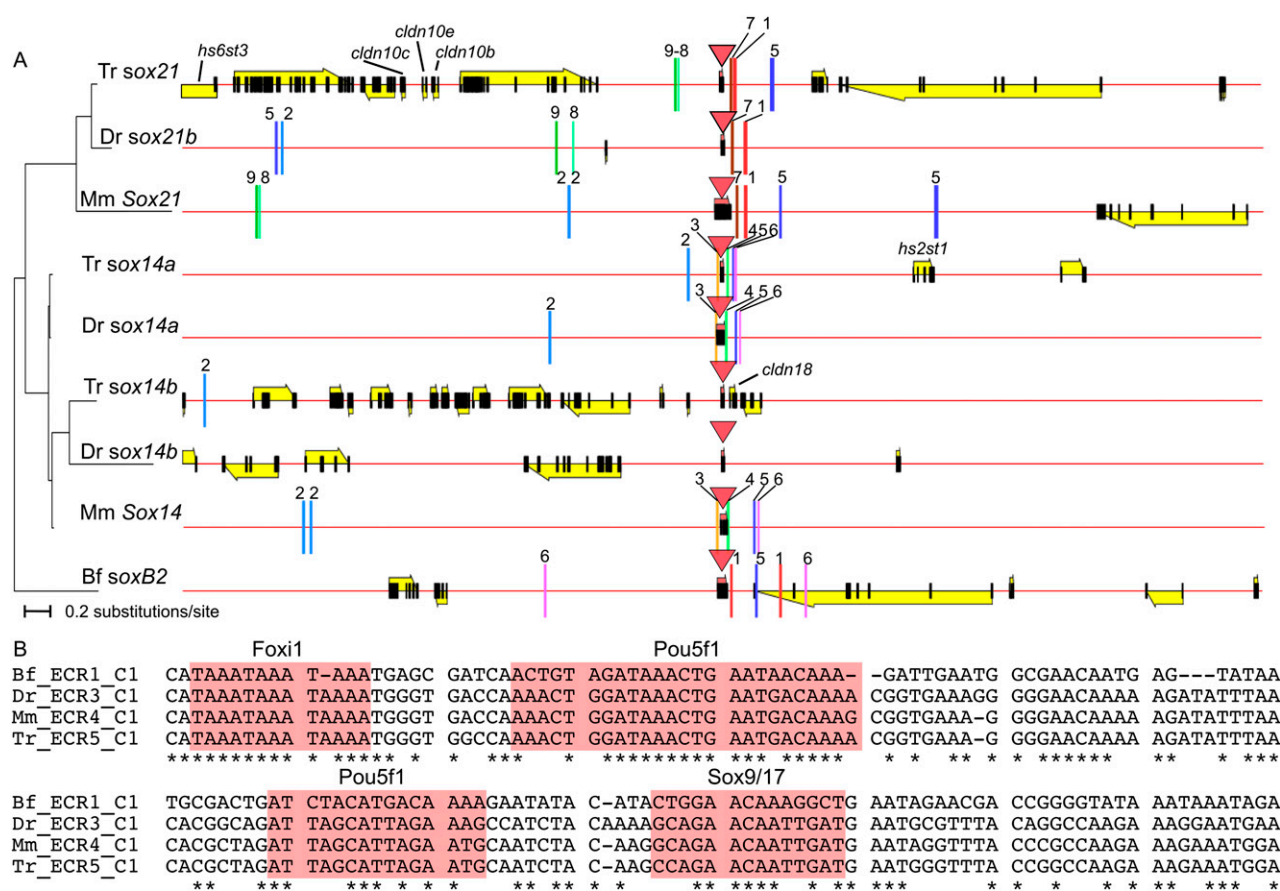 A
hs6st3
cldn10c
cldn10e
cldn10b
9-8
7 1
5
Tr sox21
5 2
9 8
7 1
Dr sox21b
9 8
2 2
7 1
5
5
Mm Sox21
2
3
4 5 6
hs2st1
Tr sox14a
2
3
4 5 6
Dr sox14a
2
cldn18
Tr sox14b
Dr sox14b
2 2
3
4 5 6
Mm Sox14
6
1
5
1
6
Bf soxB2
0.2 substitutions/site
B
Foxi1 Pou5f1
Bf_ECR1_C1 CATAAATAAA T-AAATGAGC GATCAACTGT AGATAAACTG AATAACAAA- -GATTGAATG GCGAACAATG AG---TATAA
Dr_ECR3_C1 CATAAATAAA TAAAATGGGT GACCAAAACT GGATAAACTG AATGACAAAG CGGTGAAAGG GGGAACAAAA AGATATTTAA
Mm_ECR4_C1 CATAAATAAA TAAAATGGGT GACCAAAACT GGATAAACTG AATGACAAAG CGGTGAAA-G GGGAACAAAA AGATATTTAA
Tr_ECR5_C1 CATAAATAAA TAAAATGGGT GGCCAAAACT GGATAAACTG AATGACAAAA CGGTGAAA-G GGGAACAAAA AGATATTTAA
Pou5f1 Sox9/17
Bf_ECR1_C1 TGCGACTGAT CTACATGACA AAAGAATATA C-ATACTGGA ACAAAGGCTG AATAGAACGA CCGGGGTATA AATAAATAGA
Dr_ECR3_C1 CACGGCAGAT TAGCATTAGA AAGCCATCTA CAAAAGCAGA ACAATTGATG AATGCGTTTA CAGGCCAAGA AAGGAATGAA
Mm_ECR4_C1 CACGCTAGAT TAGCATTAGA ATGCAATCTA C-AAGGCAGA ACAATTGATG AATAGGTTTA CCGGCCAAGA AAGAAATGGA
Tr_ECR5_C1 CACGCTAGAT TAGCATTAGA ATGCAATCTA C-AAGCCAGA ACAATTGATG AATGGGTTTA CCGGCCAAGA AAGAAATGGA